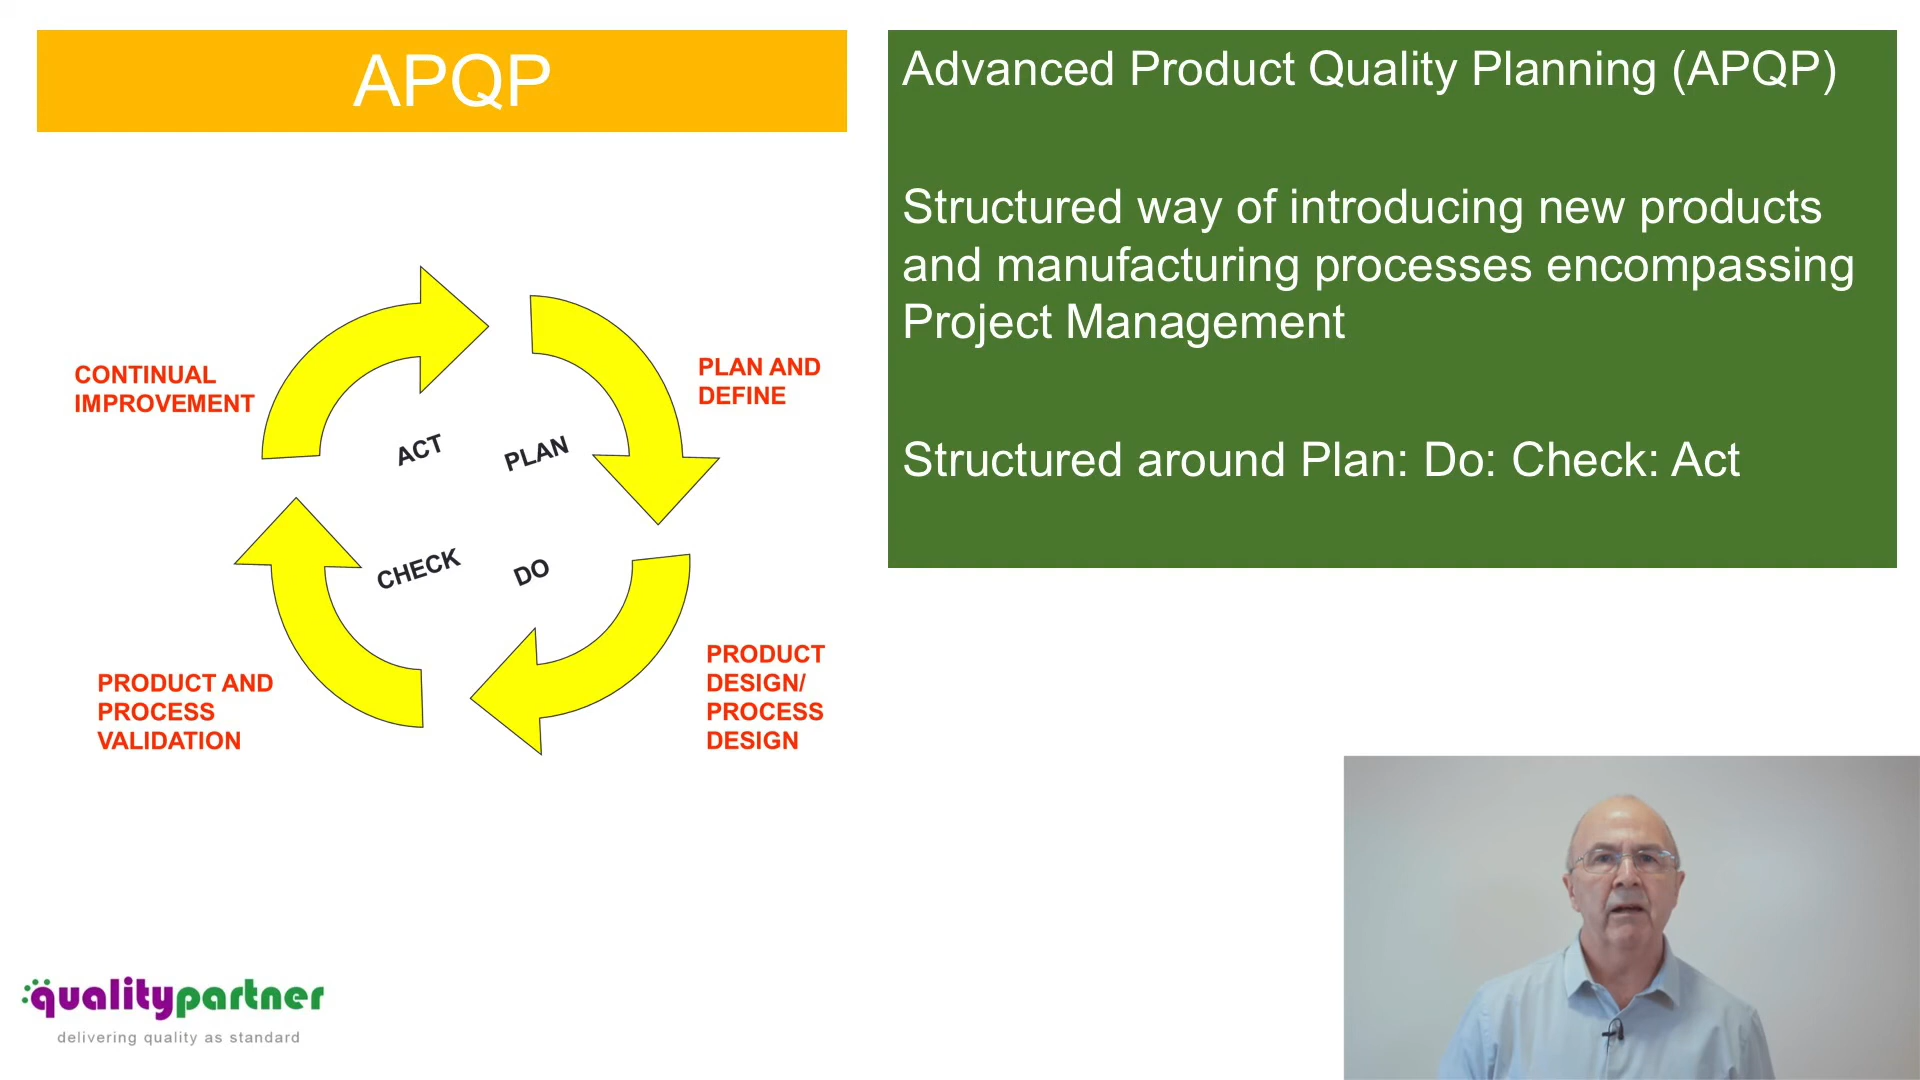 APQP
Advanced Product Quality Planning (APQP)
Structured way of introducing new products
and manufacturing processes encompassing
Project Management
Structured around Plan: Do: Check: Act
CONTINUAL
IMPROVEMENT
PLAN AND
DEFINE
ACT
PLAN
CHECK
DO
PRODUCT AND
PROCESS
VALIDATION
PRODUCT
DESIGN/
PROCESS
DESIGN
qualitypartner
delivering quality as standard